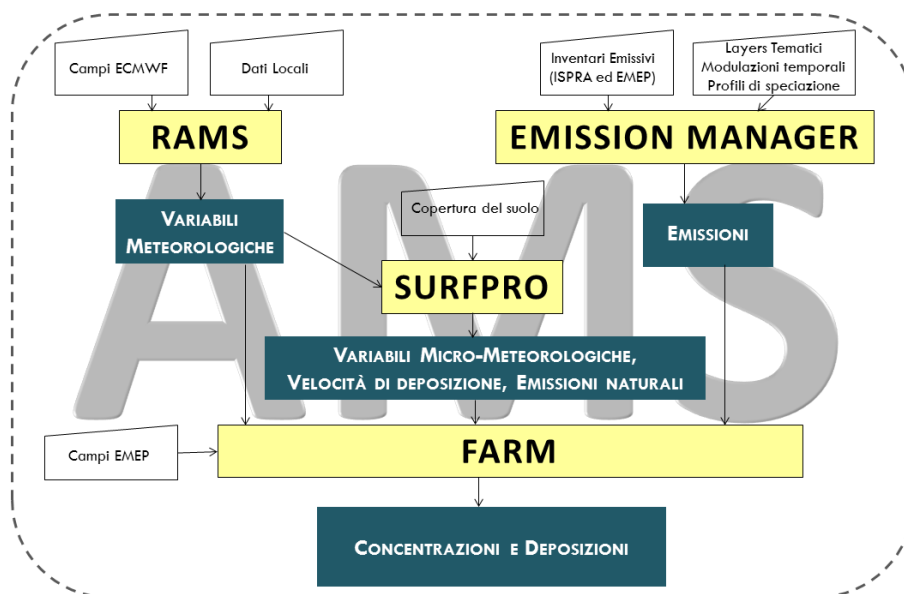 Campi ECMWF
Dati Locali
Inventari Emissivi
(ISPRA ed EMEP)
Layers Tematici
Modulazioni temporali
Profili di speciazione
RAMS
EMISSION MANAGER
AMS
VARIABILI
METEOROLOGICHE
Copertura del suolo
EMISSIONI
SURFPRO
VARIABILI MICRO-METEOROLOGICHE,
VELOCITÀ DI DEPOSIZIONE, EMISSIONI NATURALI
Campi EMEP
FARM
CONCENTRAZIONI E DEPOSIZIONI